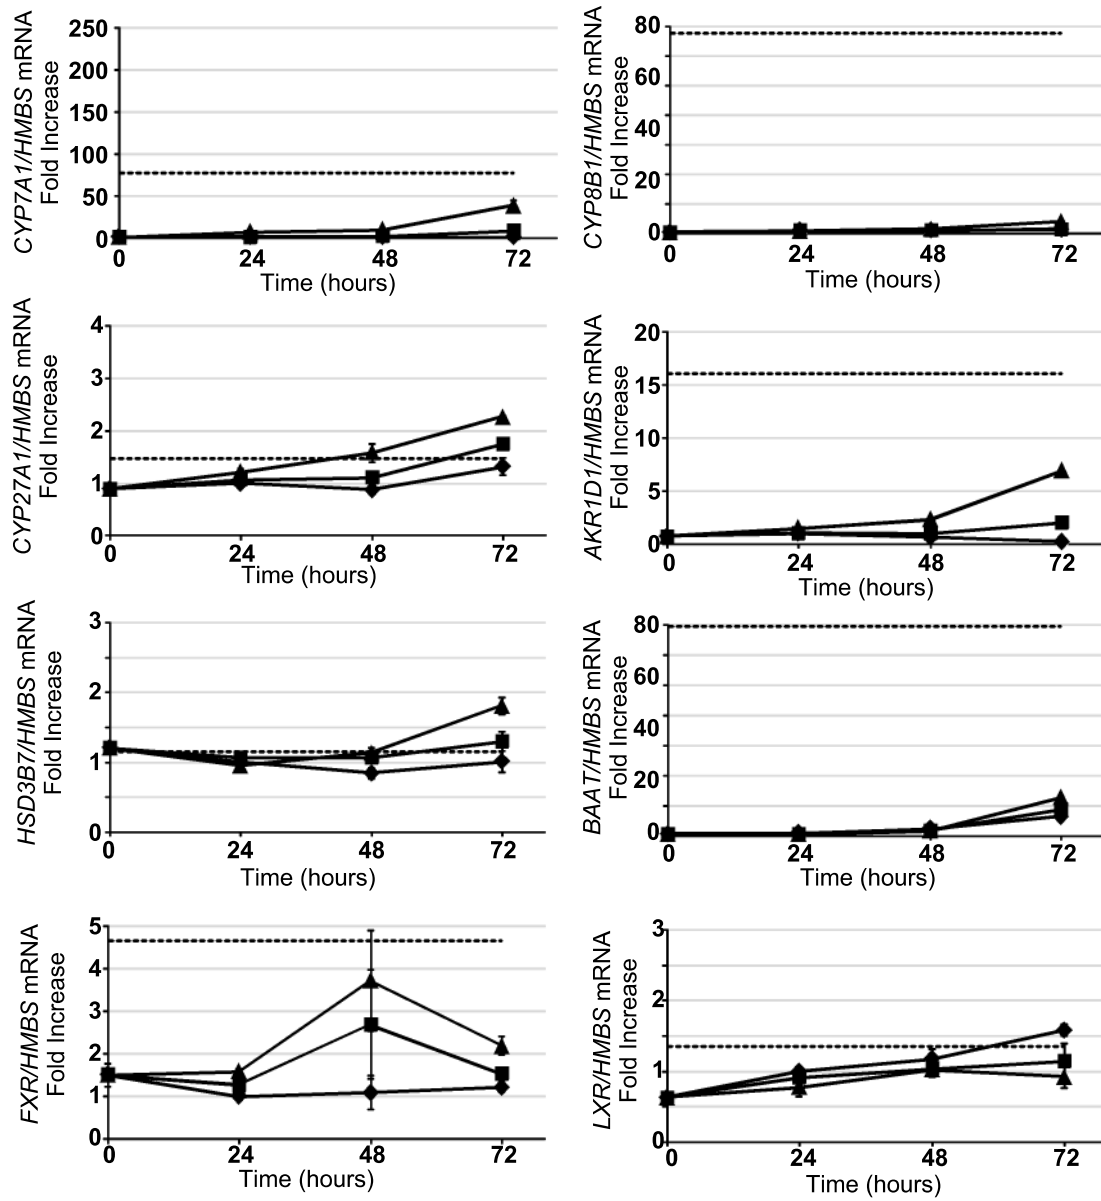 CYP7A1/HMBS mRNA
Fold Increase
250
200
150
100
50
0
0 24 48 72
Time (hours)
CYP8B1/HMBS mRNA
Fold Increase
80
60
40
20
0
0 24 48 72
Time (hours)
CYP27A1/HMBS mRNA
Fold Increase
4
3
2
1
0
0 24 48 72
Time (hours)
AKR1D1/HMBS mRNA
Fold Increase
20
15
10
5
0
0 24 48 72
Time (hours)
HSD3B7/HMBS mRNA
Fold Increase
3
2
1
0
0 24 48 72
Time (hours)
BAAT/HMBS mRNA
Fold Increase
80
60
40
20
0
0 24 48 72
Time (hours)
FXR/HMBS mRNA
Fold Increase
5
4
3
2
1
0
0 24 48 72
Time (hours)
LXR/HMBS mRNA
Fold Increase
3
2
1
0
0 24 48 72
Time (hours)